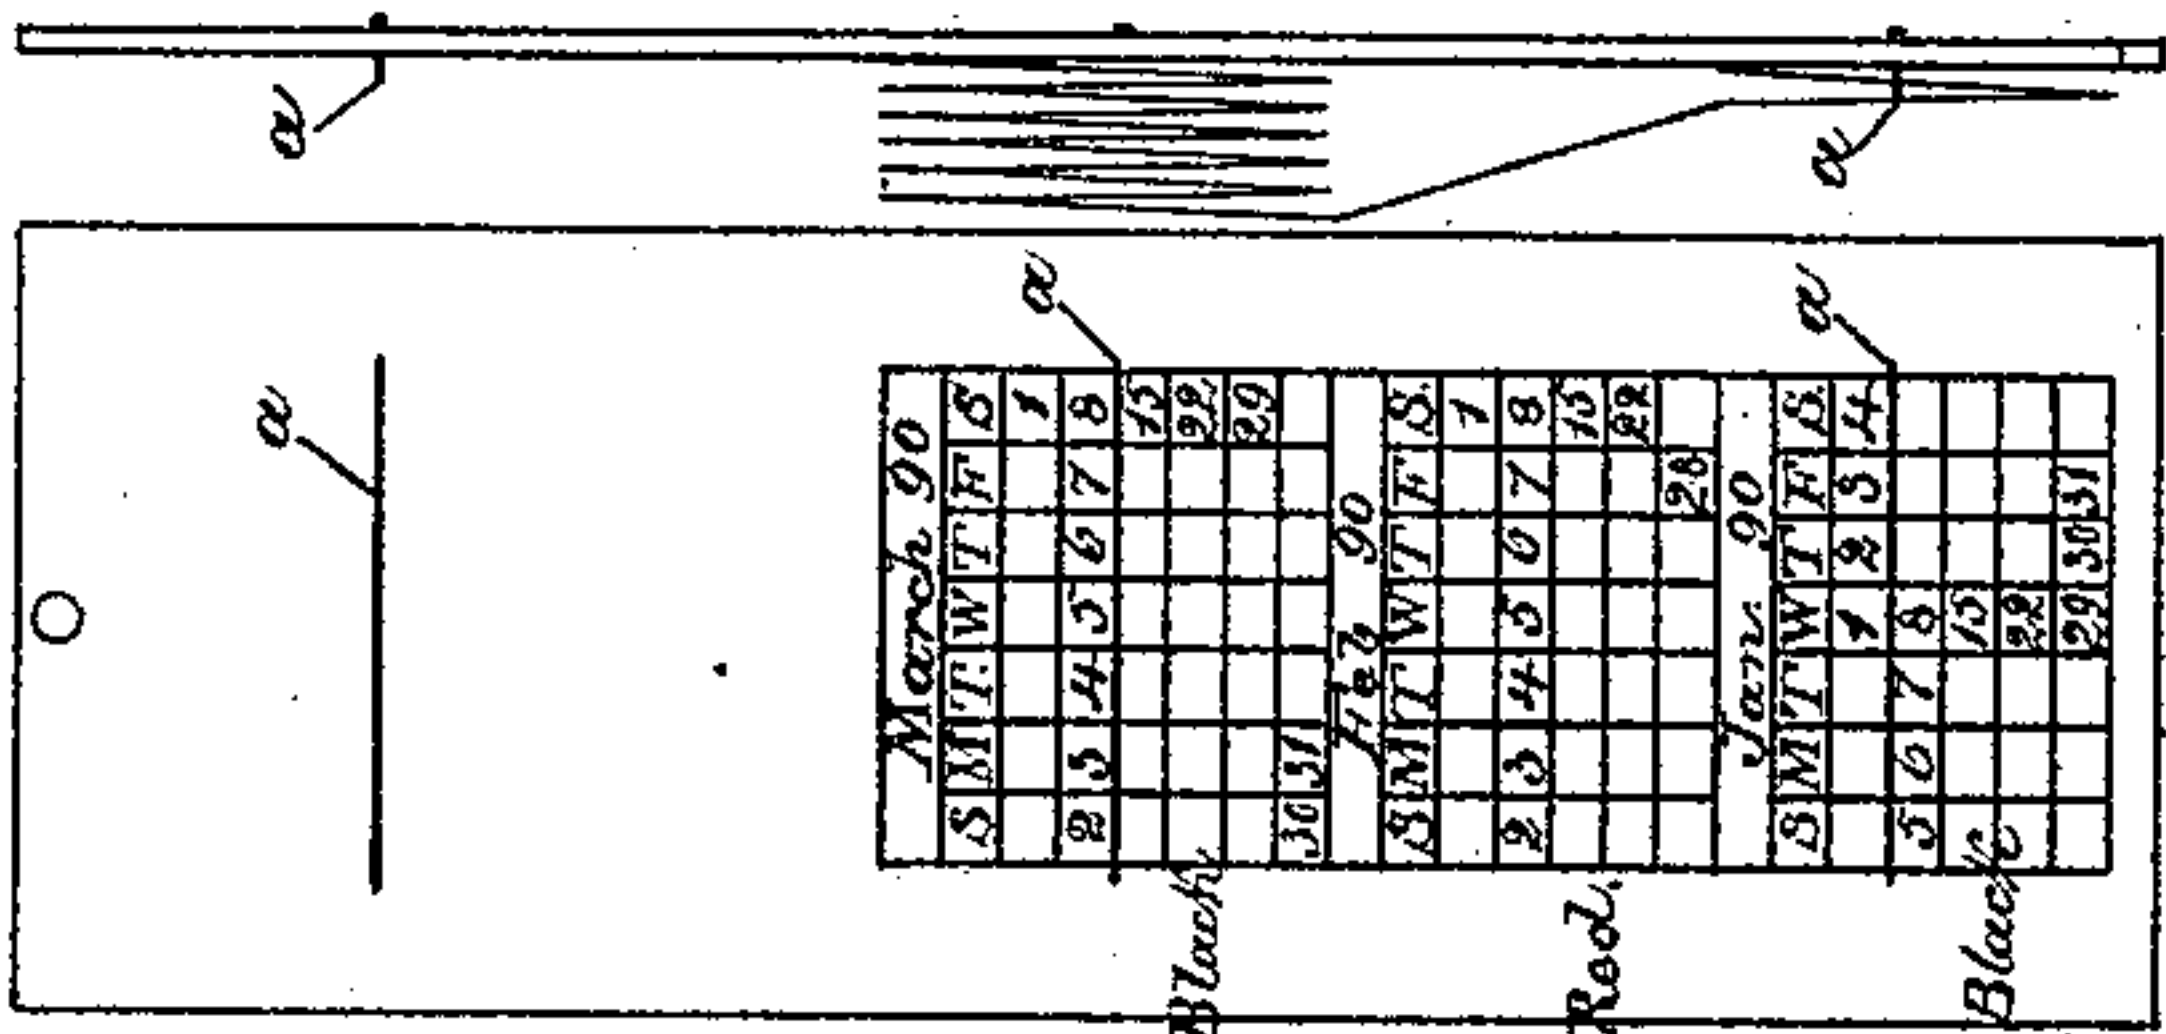 a
a
March 90
S M T. W T F S
1
2 3 4 5 6 7 8
a
15
Black 22
29
30 31
Feb 90
S M T W T F S.
1
2 3 4 5 6 7 8
15
Red. 22
28
Jan. 90
S M T W T F S.
1 2 3 4
a
a
5 6 7 8
15
Black 22
29 30 31